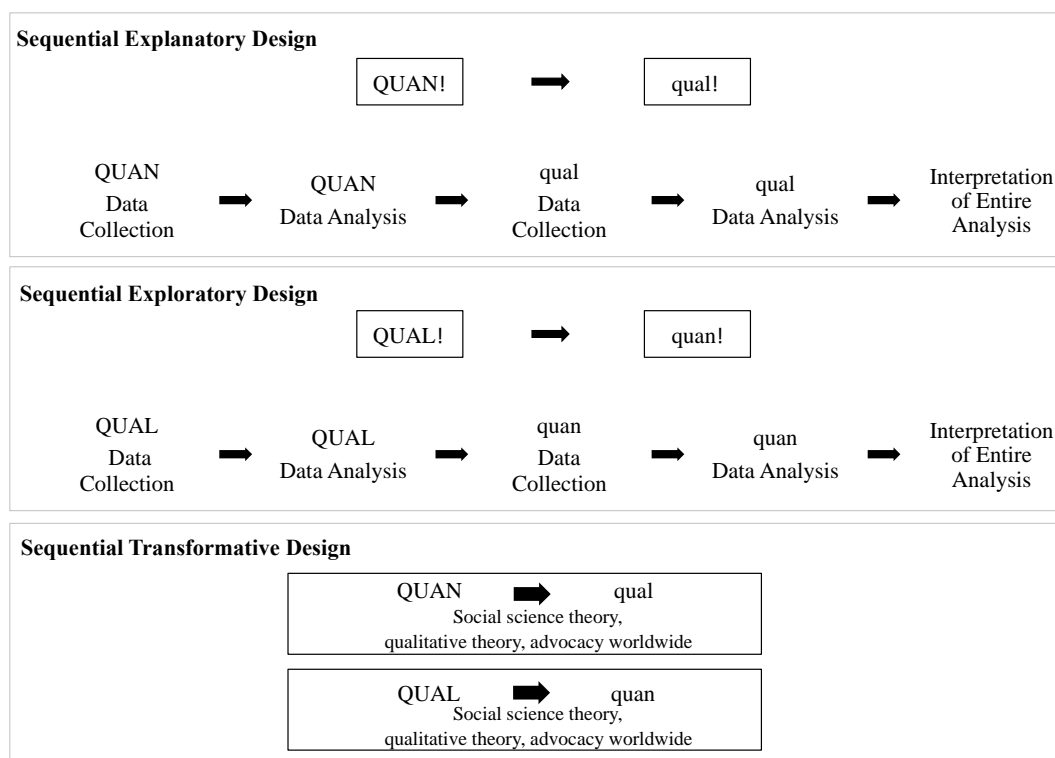 Sequential Explanatory Design
QUAN!
qual!
QUAN
Data
Collection
QUAN
Data Analysis
qual
Data
Collection
qual
Data Analysis
Interpretation
of Entire
Analysis
Sequential Exploratory Design
QUAL!
quan!
QUAL
Data
Collection
QUAL
Data Analysis
quan
Data
Collection
quan
Data Analysis
Interpretation
of Entire
Analysis
Sequential Transformative Design
QUAN qual
Social science theory,
qualitative theory, advocacy worldwide
QUAL quan
Social science theory,
qualitative theory, advocacy worldwide